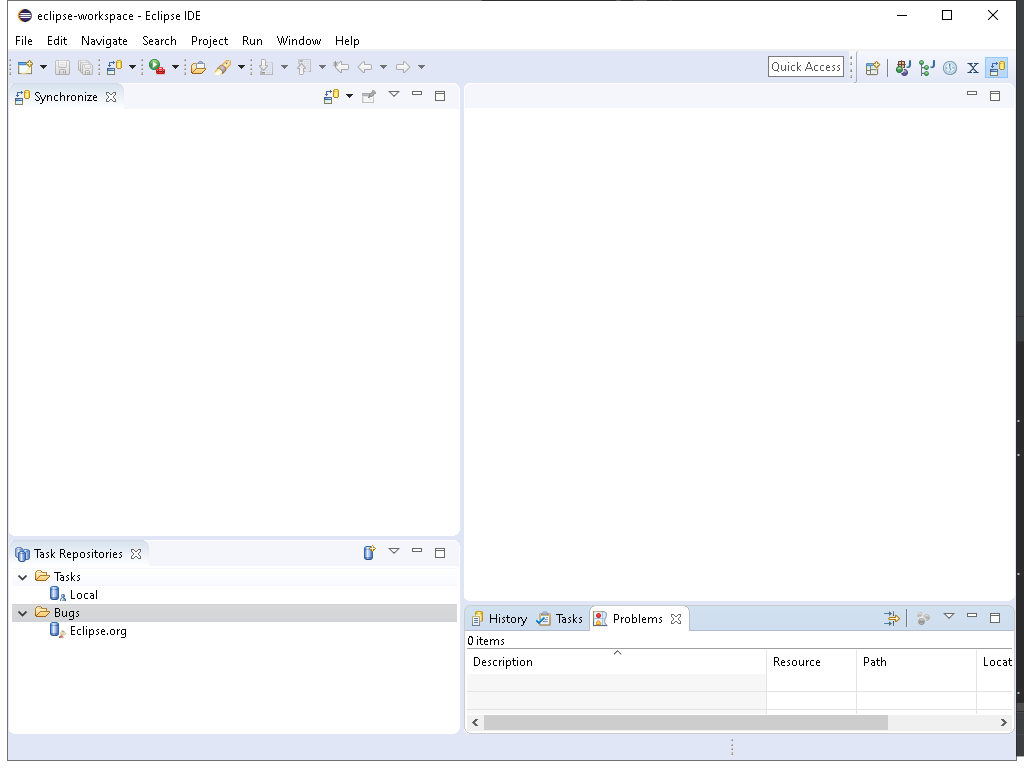 eclipse-workspace - Eclipse IDE
File Edit Navigate Search Project Run Window Help
Quick Access
Synchronize
Task Repositories
Tasks
Local
Bugs
Eclipse.org
History Tasks Problems
0 items
Description Resource Path Locat